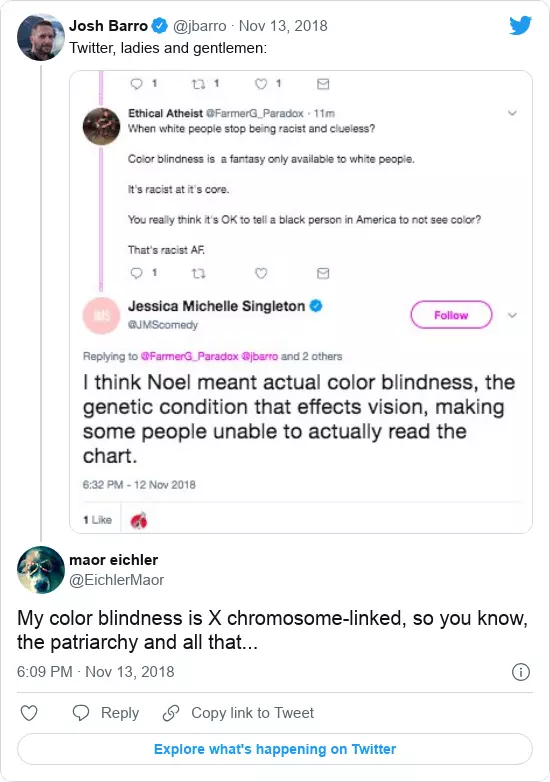 Josh Barro @jbarro · Nov 13, 2018
Twitter, ladies and gentlemen:
1 1 1
Ethical Atheist @FarmerG_Paradox · 11m
When white people stop being racist and clueless?
Color blindness is a fantasy only available to white people.
It's racist at it's core.
You really think it's OK to tell a black person in America to not see color?
That's racist AF.
1
JMS
Jessica Michelle Singleton
@JMScomedy
Follow
Replying to @FarmerG_Paradox @jbarro and 2 others
I think Noel meant actual color blindness, the
genetic condition that effects vision, making
some people unable to actually read the
chart.
6:32 PM - 12 Nov 2018
1 Like
maor eichler
@EichlerMaor
My color blindness is X chromosome-linked, so you know,
the patriarchy and all that...
6:09 PM · Nov 13, 2018
Reply Copy link to Tweet
Explore what's happening on Twitter